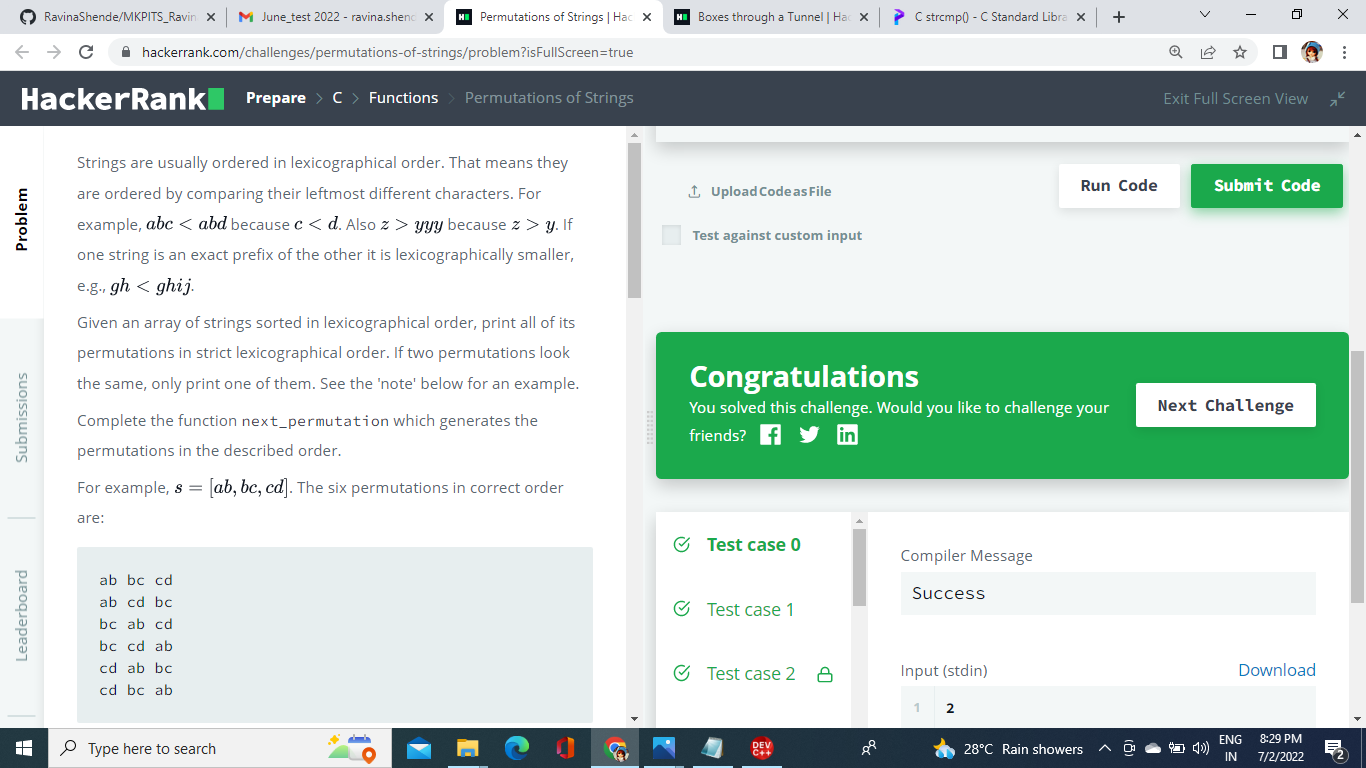 RavinaShende/MKPITS_Ravin
June_test 2022 - ravina.shend
Permutations of Strings | Hac
Boxes through a Tunnel | Hac
C strcmp() - C Standard Libra
hackerrank.com/challenges/permutations-of-strings/problem?isFullScreen=true
HackerRank
Prepare > C > Functions > Permutations of Strings
Exit Full Screen View
Problem
Submissions
Leaderboard
Strings are usually ordered in lexicographical order. That means they
are ordered by comparing their leftmost different characters. For
example, abc < abd because c < d. Also z > yyy because z > y. If
one string is an exact prefix of the other it is lexicographically smaller,
e.g., gh < ghij.
Given an array of strings sorted in lexicographical order, print all of its
permutations in strict lexicographical order. If two permutations look
the same, only print one of them. See the 'note' below for an example.
Complete the function next_permutation which generates the
permutations in the described order.
For example, s = [ab, bc, cd]. The six permutations in correct order
are:
ab bc cd
ab cd bc
bc ab cd
bc cd ab
cd ab bc
cd bc ab
Upload Code as File
Run Code
Submit Code
Test against custom input
Congratulations
You solved this challenge. Would you like to challenge your
friends?
Next Challenge
Test case 0
Test case 1
Test case 2
Compiler Message
Success
Input (stdin)
Download
1
2
Type here to search
DEV
C++
28°C Rain showers
ENG
IN
8:29 PM
7/2/2022
2